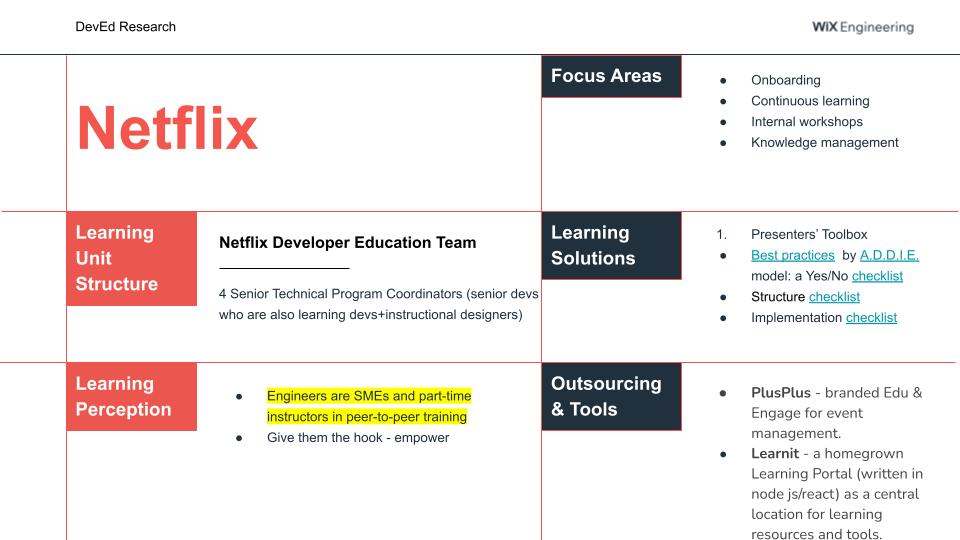 DevEd Research
WiX Engineering
Netflix
Focus Areas
● Onboarding
● Continuous learning
● Internal workshops
● Knowledge management
Learning
Unit
Structure
Netflix Developer Education Team
4 Senior Technical Program Coordinators (senior devs
who are also learning devs+instructional designers)
Learning
Solutions
1. Presenters’ Toolbox
● Best practices by A.D.D.I.E.
model: a Yes/No checklist
● Structure checklist
● Implementation checklist
Learning
Perception
● Engineers are SMEs and part-time
instructors in peer-to-peer training
● Give them the hook - empower
Outsourcing
& Tools
● PlusPlus - branded Edu &
Engage for event
management.
● Learnit - a homegrown
Learning Portal (written in
node js/react) as a central
location for learning
resources and tools.